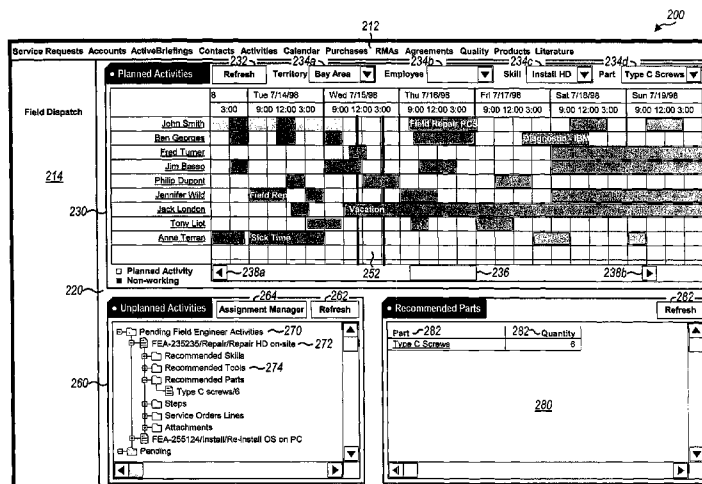 200
212
Service Requests Accounts ActiveBriefings Contacts Activities Calendar Purchases RMAs Agreements Quality Products Literature
232 234a 234b 234c 234d
• Planned Activities Refresh Territory Bay Area Employee Skill Install HD Part Type C Screws
8 Tue 7/14/98 Wed 7/15/98 Thu 7/16/98 Fri 7/17/98 Sat 7/18/98 Sun 7/19/98
3:00 9:00 12:00 3:00 9:00 12:00 3:00 9:00 12:00 3:00 9:00 12:00 3:00 9:00 12:00 3:00 9:00 12:00 3:00
Field Dispatch
214
230
220
260
John Smith Field Repair PCS
Ben Georges Diagnostic IBM
Fred Turner
Jim Basso
Philip Dupont
Jennifer Wild Field Rep
Jack London Vacation
Tony Liot
Anne Terran Sick Time
□ Planned Activity
■ Non-working
238a 252 236 238b
264 262
• Unplanned Activities Assignment Manager Refresh
Pending Field Engineer Activities 270
FEA-235235/Repair/Repair HD on-site 272
Recommended Skills
Recommended Tools 274
Recommended Parts
Type C screws/6
Steps
Service Orders Lines
Attachments
FEA-255124/Install/Re-Install OS on PC
Pending
282
• Recommended Parts Refresh
Part 282 282 Quantity
Type C Screws 6
280